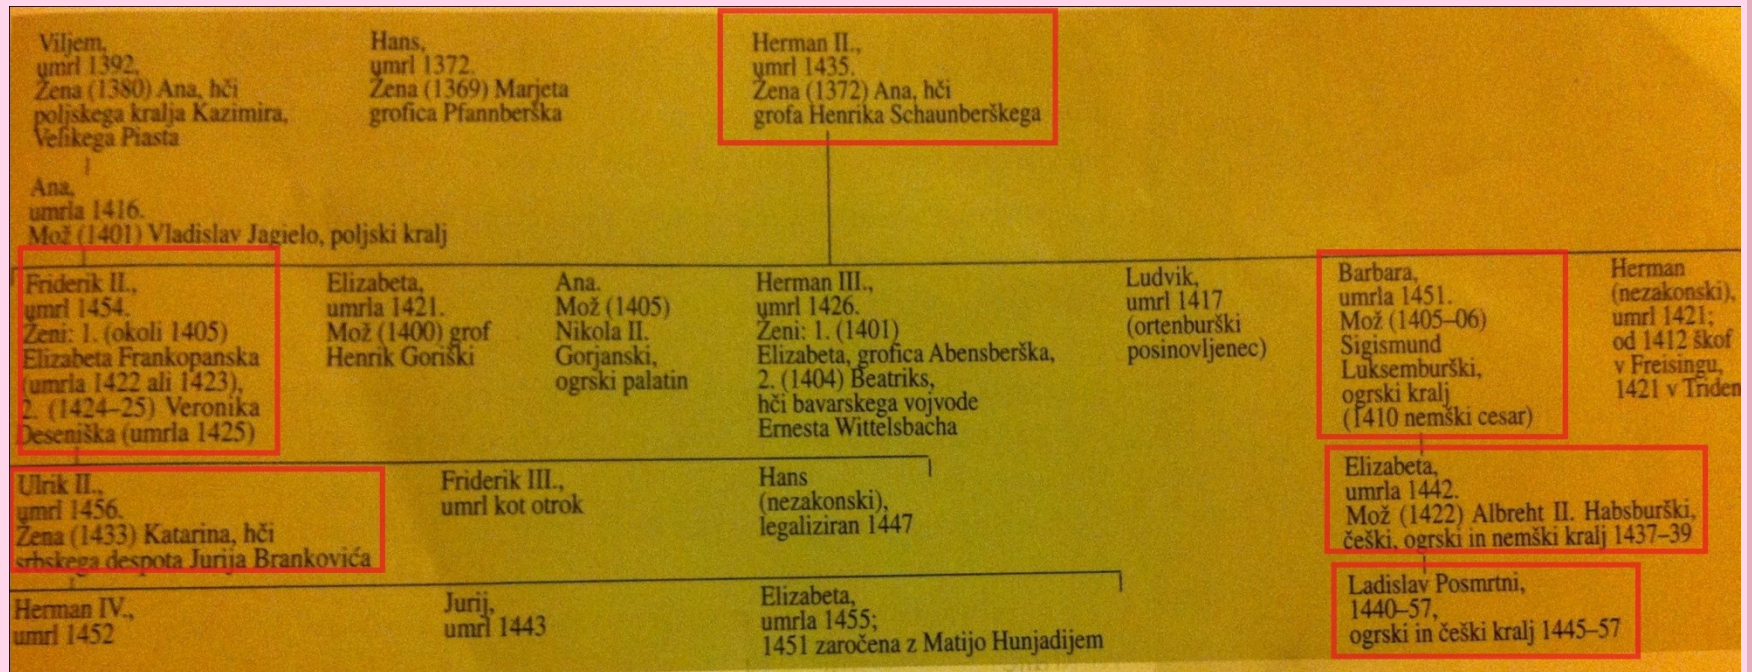 Viljem,
umrl 1392.
Žena (1380) Ana, hči
poljskega kralja Kazimira,
Velikega Piasta
Hans,
umrl 1372.
Žena (1369) Marjeta
grofica Pfannberška
Herman II.,
umrl 1435.
Žena (1372) Ana, hči
grofa Henrika Schaunberškega
Ana,
umrla 1416.
Mož (1401) Vladislav Jagielo, poljski kralj
Friderik II.,
umrl 1454.
Ženi: 1. (okoli 1405)
Elizabeta Frankopanska
(umrla 1422 ali 1423),
2. (1424–25) Veronika
Deseniška (umrla 1425)
Elizabeta,
umrla 1421.
Mož (1400) grof
Henrik Goriški
Ana.
Mož (1405)
Nikola II.
Gorjanski,
ogrski palatin
Herman III.,
umrl 1426.
Ženi: 1. (1401)
Elizabeta, grofica Abensberška,
2. (1404) Beatriks,
hči bavarskega vojvode
Ernesta Wittelsbacha
Ludvik,
umrl 1417
(ortenburški
posinovljenec)
Barbara,
umrla 1451.
Mož (1405–06)
Sigismund
Luksemburški,
ogrski kralj
(1410 nemški cesar)
Herman
(nezakonski),
umrl 1421;
od 1412 škof
v Freisingu,
1421 v Triden
Ulrik II.,
umrl 1456.
Žena (1433) Katarina, hči
srbskega despota Jurija Brankovića
Friderik III.,
umrl kot otrok
Hans
(nezakonski),
legaliziran 1447
Elizabeta,
umrla 1442.
Mož (1422) Albreht II. Habsburški,
češki, ogrski in nemški kralj 1437–39
Herman IV.,
umrl 1452
Jurij,
umrl 1443
Elizabeta,
umrla 1455;
1451 zaročena z Matijo Hunjadijem
Ladislav Posmrtni,
1440–57,
ogrski in češki kralj 1445–57